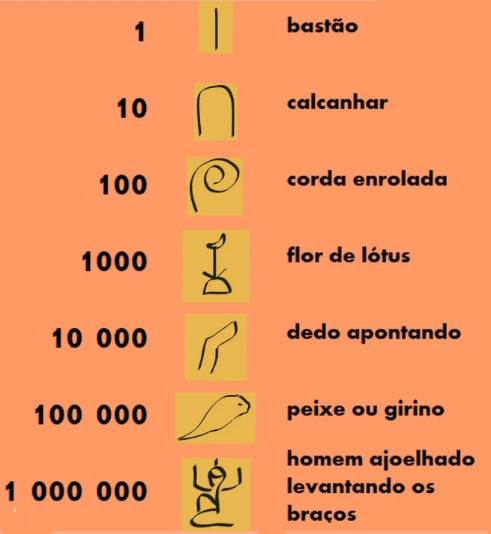 1 bastão
10 calcanhar
100 corda enrolada
1000 flor de lótus
10 000 dedo apontando
100 000 peixe ou girino
homem ajoelhado
1 000 000 levantando os
braços